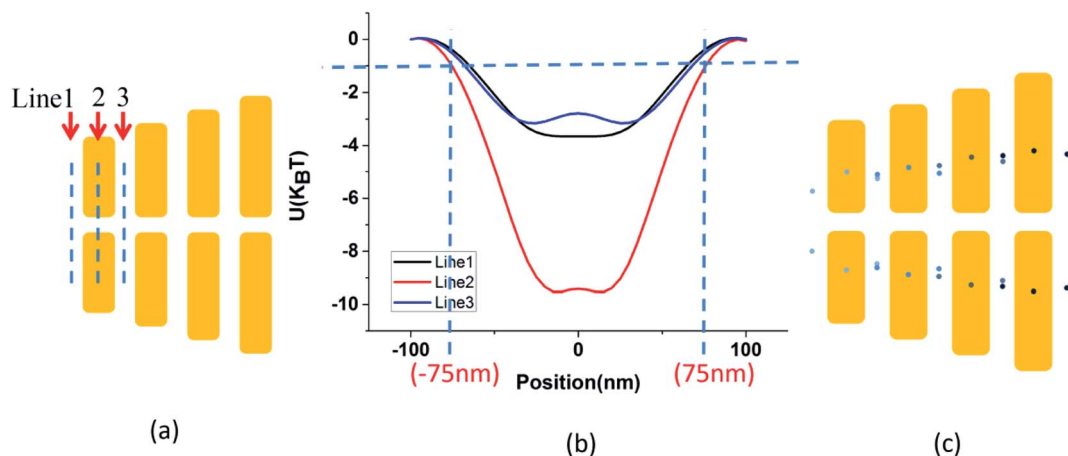 Line1 2 3
(a)
U(K_BT)
0
-2
-4
-6
-8
-10
Line1
Line2
Line3
-100 0 100
(-75nm) Position(nm) (75nm)
(b)
(c)